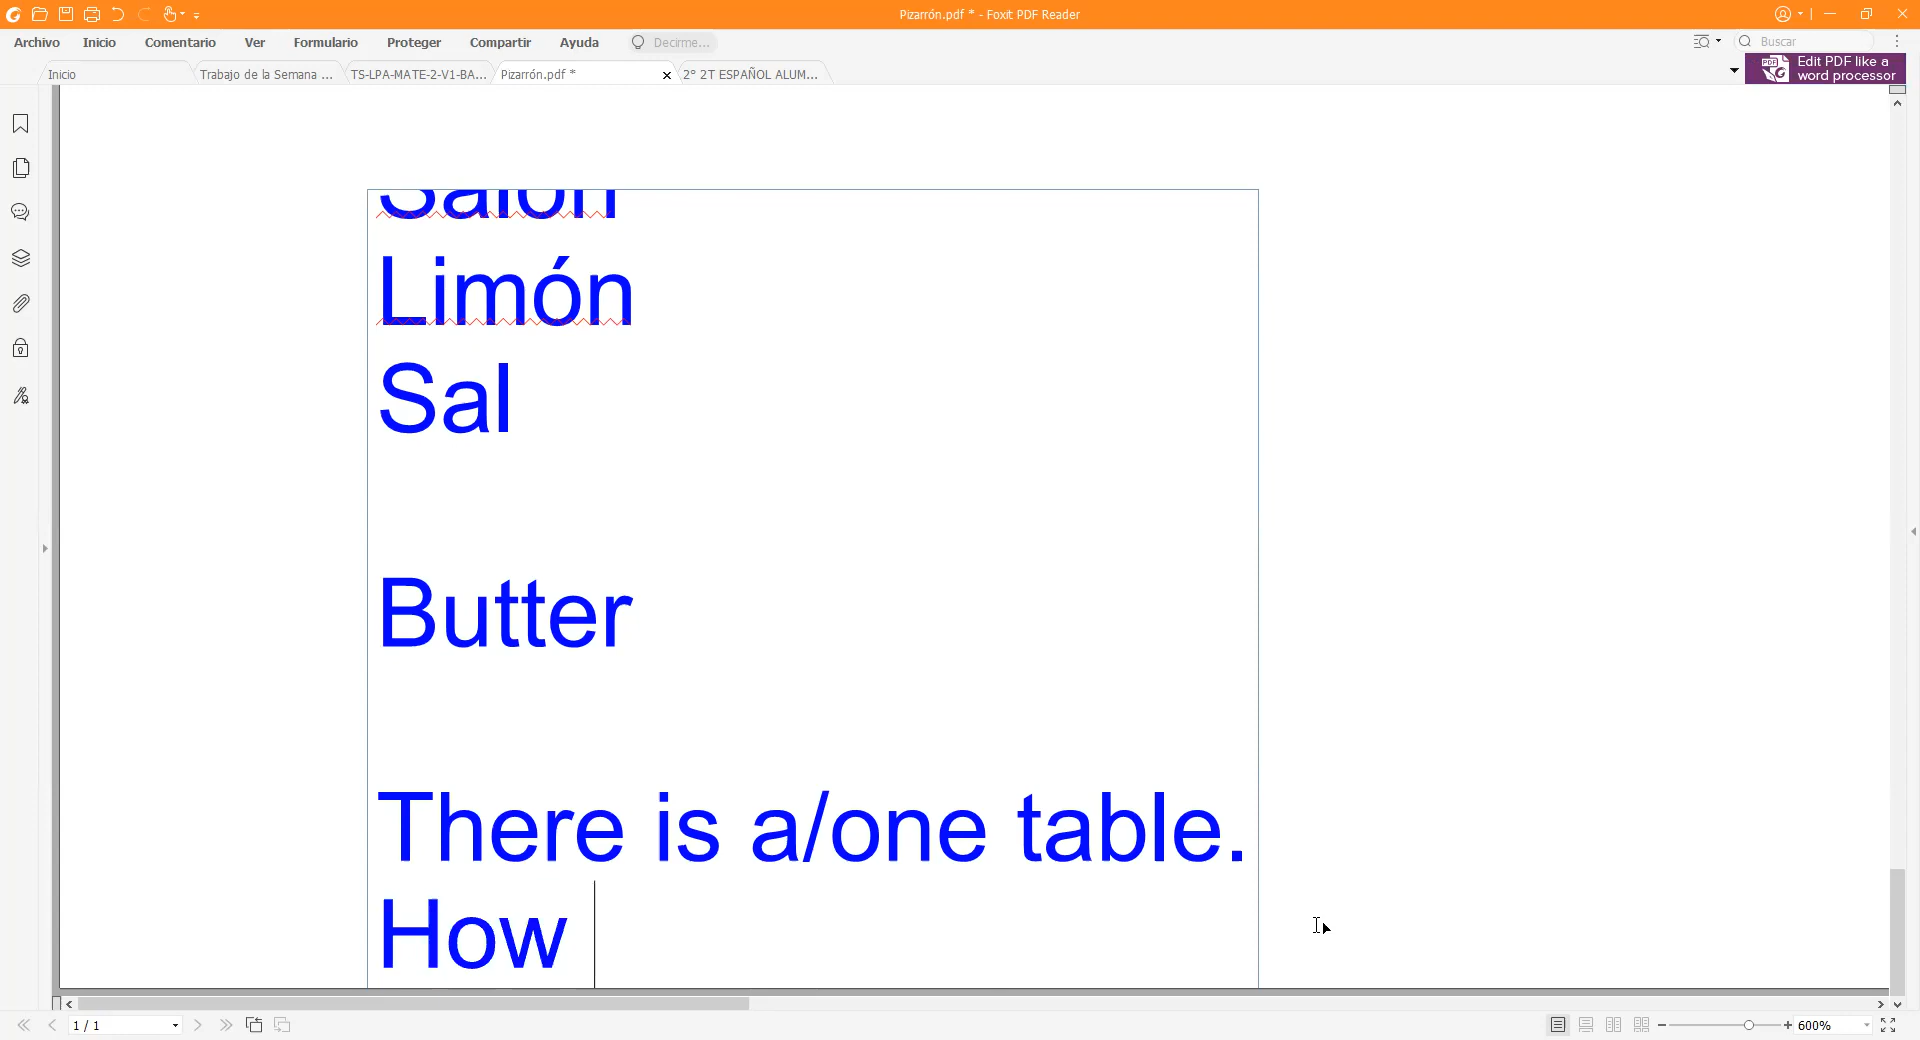 Pizarrón.pdf * - Foxit PDF Reader
Archivo Inicio Comentario Ver Formulario Proteger Compartir Ayuda Decirme... Buscar
Inicio Trabajo de la Semana ... TS-LPA-MATE-2-V1-BA... Pizarrón.pdf * 2° 2T ESPAÑOL ALUM...
PDF Edit PDF like a
word processor
Salón
Limón
Sal
Butter
There is a/one table.
How
1 / 1 600%